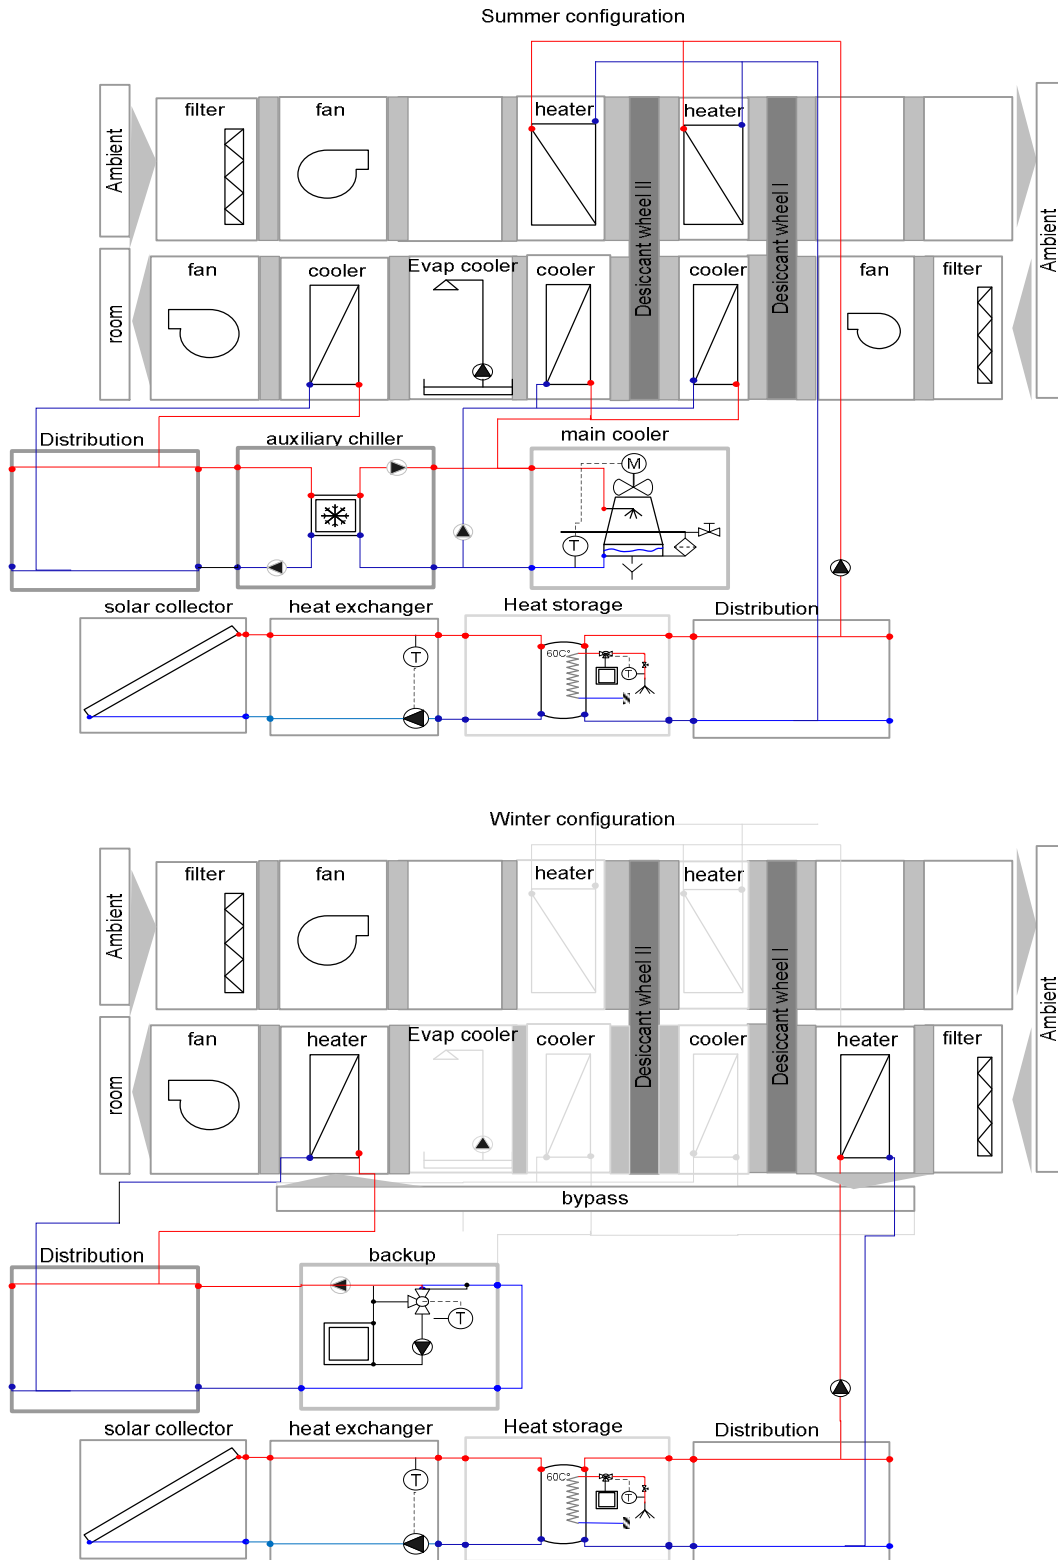 Summer configuration
Ambient
filter
fan
heater
heater
Desiccant wheel II
Desiccant wheel I
Ambient
room
fan
cooler
Evap cooler
cooler
cooler
fan
filter
Distribution
auxiliary chiller
main cooler
M
T
solar collector
heat exchanger
Heat storage
Distribution
T
60C°
T
Winter configuration
Ambient
filter
fan
heater
heater
Desiccant wheel II
Desiccant wheel I
Ambient
room
fan
heater
Evap cooler
cooler
cooler
heater
filter
bypass
Distribution
backup
T
solar collector
heat exchanger
Heat storage
Distribution
T
60C°
T